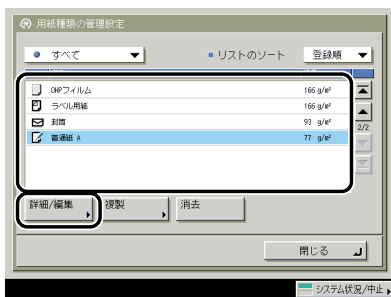 用紙種類の管理設定
すべて
リストのソート 登録順
OHPフィルム 166 g/m²
ラベル用紙 166 g/m²
封筒 93 g/m²
普通紙 A 77 g/m²
2/2
詳細/編集 複製 消去
閉じる
システム状況/中止